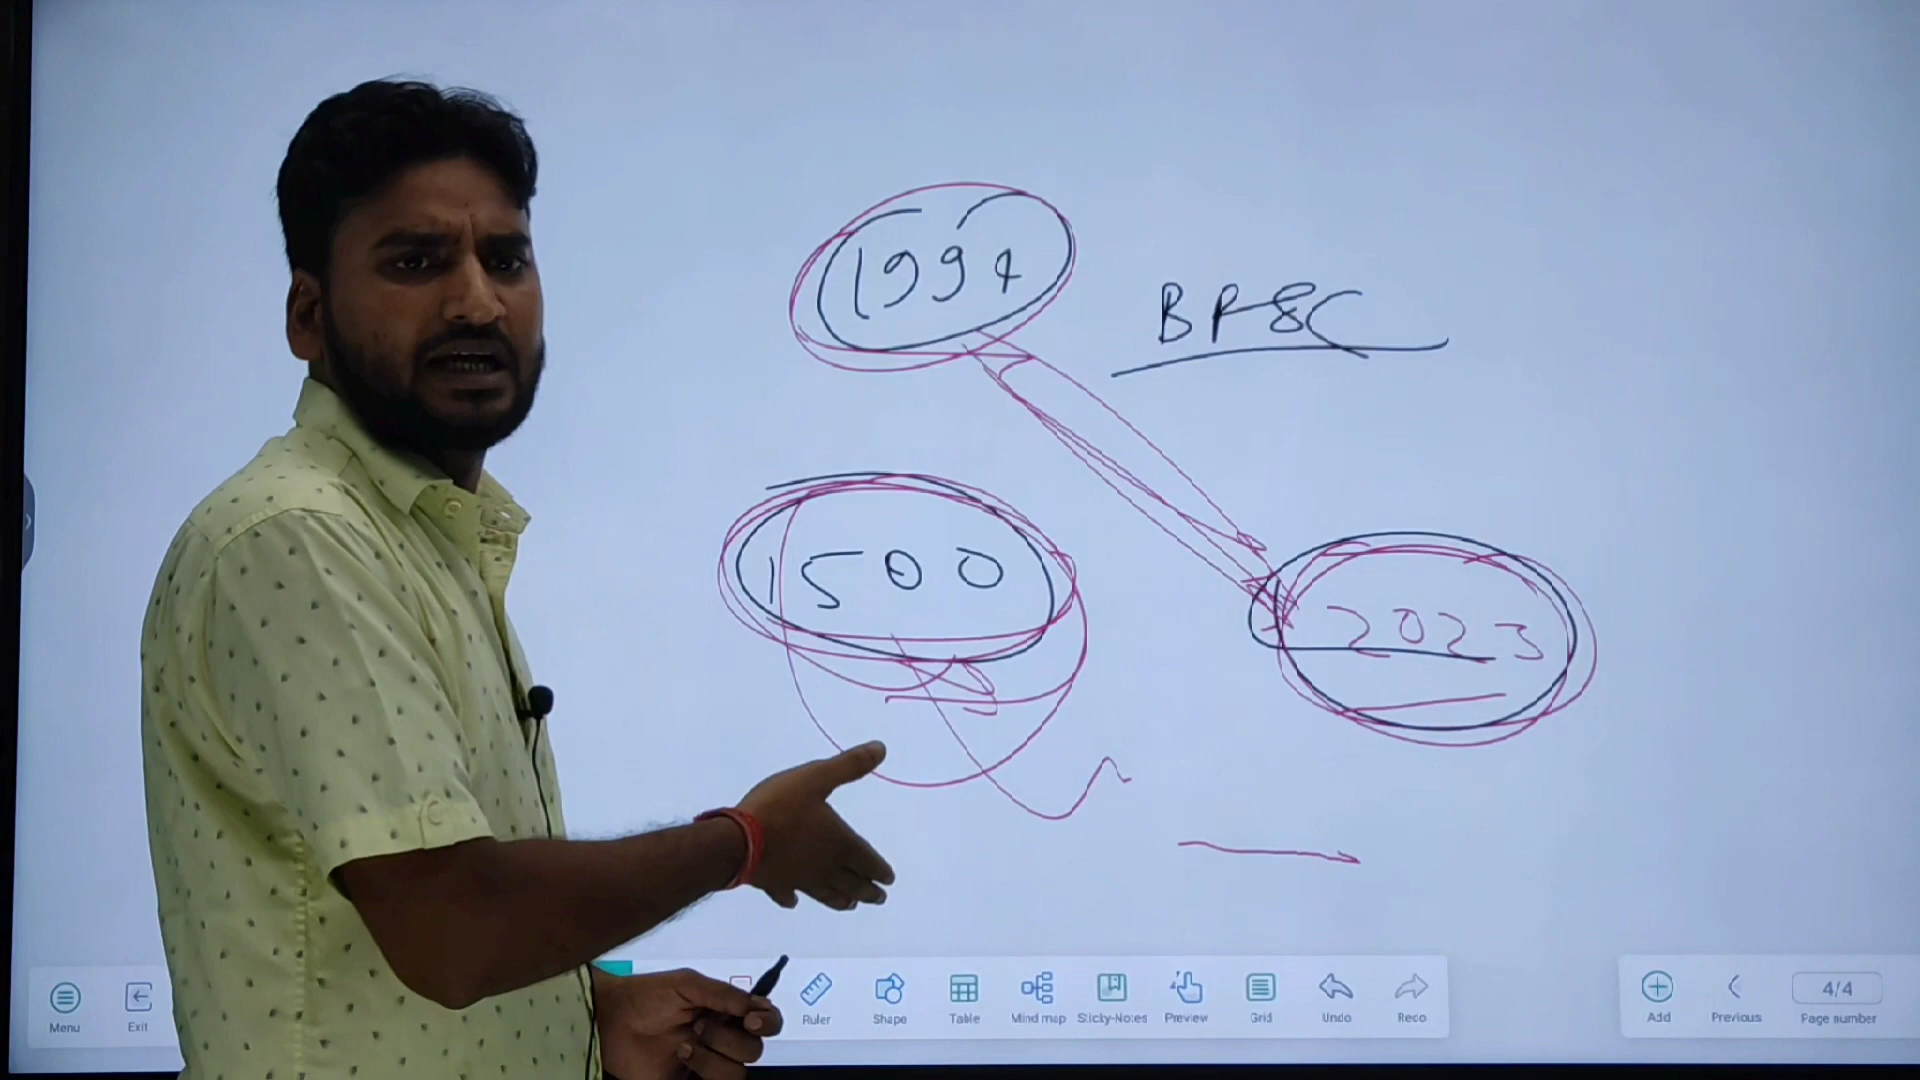 1994
BPSC
1500
2023
Menu
Exit
Ruler
Shape
Table
Mind map
Sticky-Notes
Preview
Grid
Undo
Redo
Add
Previous
4/4
Page number